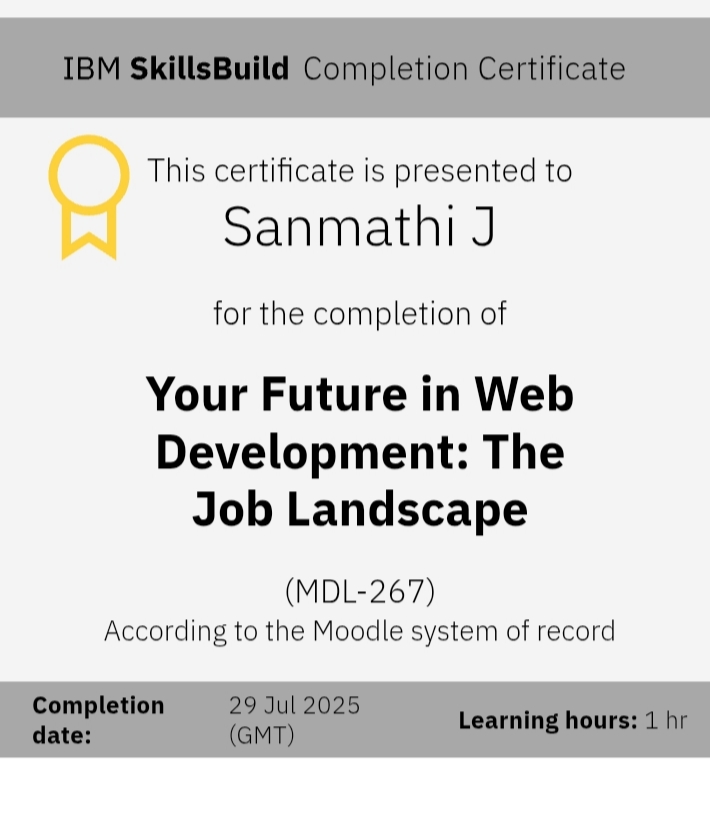 IBM SkillsBuild Completion Certificate
This certificate is presented to
Sanmathi J
for the completion of
Your Future in Web
Development: The
Job Landscape
(MDL-267)
According to the Moodle system of record
Completion
date:
29 Jul 2025
(GMT)
Learning hours: 1 hr